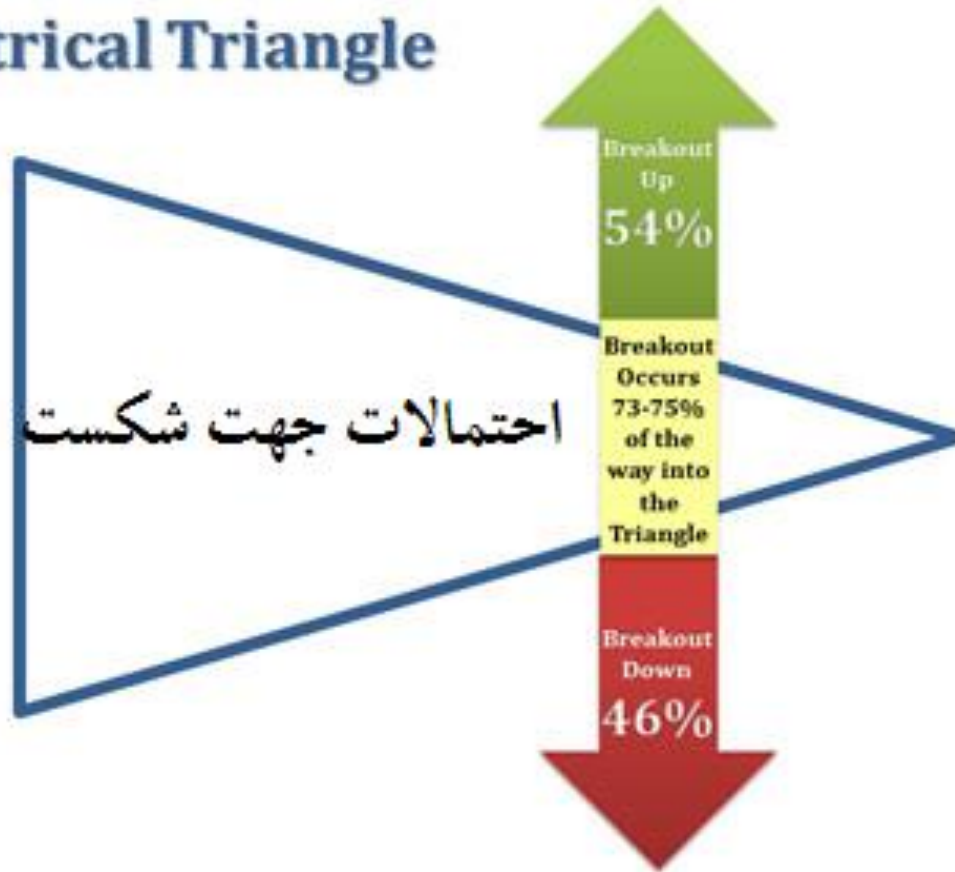 trical Triangle
Breakout
Up
54%
Breakout
Occurs
73-75%
of the
way into
the
Triangle
احتمالات جهت شکست
Breakout
Down
46%